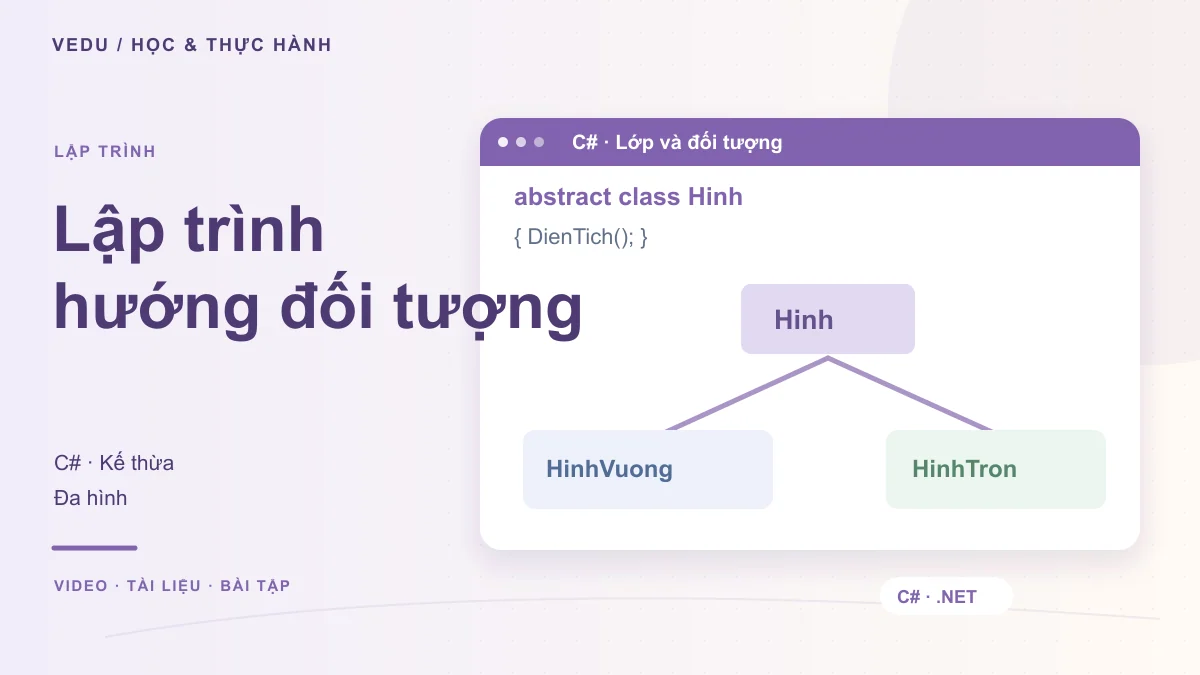 VEDU / HỌC & THỰC HÀNH
LẬP TRÌNH
Lập trình
hướng đối tượng
C# · Kế thừa
Đa hình
VIDEO · TÀI LIỆU · BÀI TẬP
C# · Lớp và đối tượng
abstract class Hinh
{ DienTich(); }
Hinh
HinhVuong
HinhTron
C# · .NET